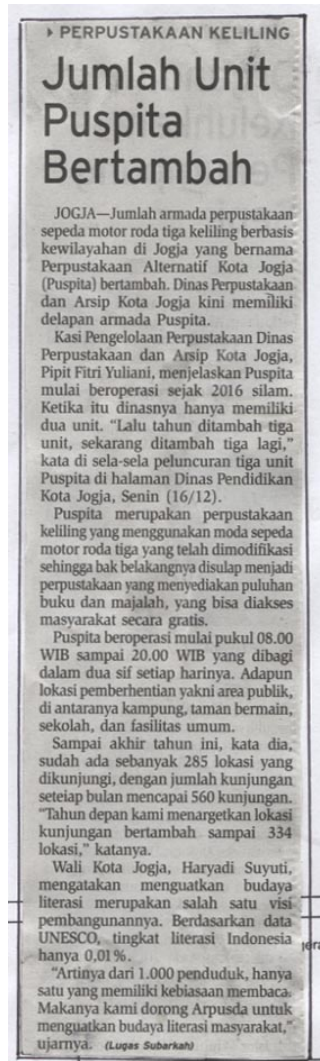 PERPUSTAKAAN KELILING
Jumlah Unit
Puspita
Bertambah
JOGJA—Jumlah armada perpustakaan
sepeda motor roda tiga keliling berbasis
kewilayahan di Jogja yang bernama
Perpustakaan Alternatif Kota Jogja
(Puspita) bertambah. Dinas Perpustakaan
dan Arsip Kota Jogja kini memiliki
delapan armada Puspita.
Kasi Pengelolaan Perpustakaan Dinas
Perpustakaan dan Arsip Kota Jogja,
Pipit Fitri Yuliani, menjelaskan Puspita
mulai beroperasi sejak 2016 silam.
Ketika itu dinasnya hanya memiliki
dua unit. “Lalu tahun ditambah tiga
unit, sekarang ditambah tiga lagi,”
kata di sela-sela peluncuran tiga unit
Puspita di halaman Dinas Pendidikan
Kota Jogja, Senin (16/12).
Puspita merupakan perpustakaan
keliling yang menggunakan moda sepeda
motor roda tiga yang telah dimodifikasi
sehingga bak belakangnya disulap menjadi
perpustakaan yang menyediakan puluhan
buku dan majalah, yang bisa diakses
masyarakat secara gratis.
Puspita beroperasi mulai pukul 08.00
WIB sampai 20.00 WIB yang dibagi
dalam dua sif setiap harinya. Adapun
lokasi pemberhentian yakni area publik,
di antaranya kampung, taman bermain,
sekolah, dan fasilitas umum.
Sampai akhir tahun ini, kata dia,
sudah ada sebanyak 285 lokasi yang
dikunjungi, dengan jumlah kunjungan
seteiap bulan mencapai 560 kunjungan.
“Tahun depan kami menargetkan lokasi
kunjungan bertambah sampai 334
lokasi,” katanya.
Wali Kota Jogja, Haryadi Suyuti,
mengatakan menguatkan budaya
literasi merupakan salah satu visi
pembangunannya. Berdasarkan data
UNESCO, tingkat literasi Indonesia
hanya 0,01%.
“Artinya dari 1.000 penduduk, hanya
satu yang memiliki kebiasaan membaca.
Makanya kami dorong Arpusda untuk
menguatkan budaya literasi masyarakat,”
ujarnya. (Lugas Subarkah)